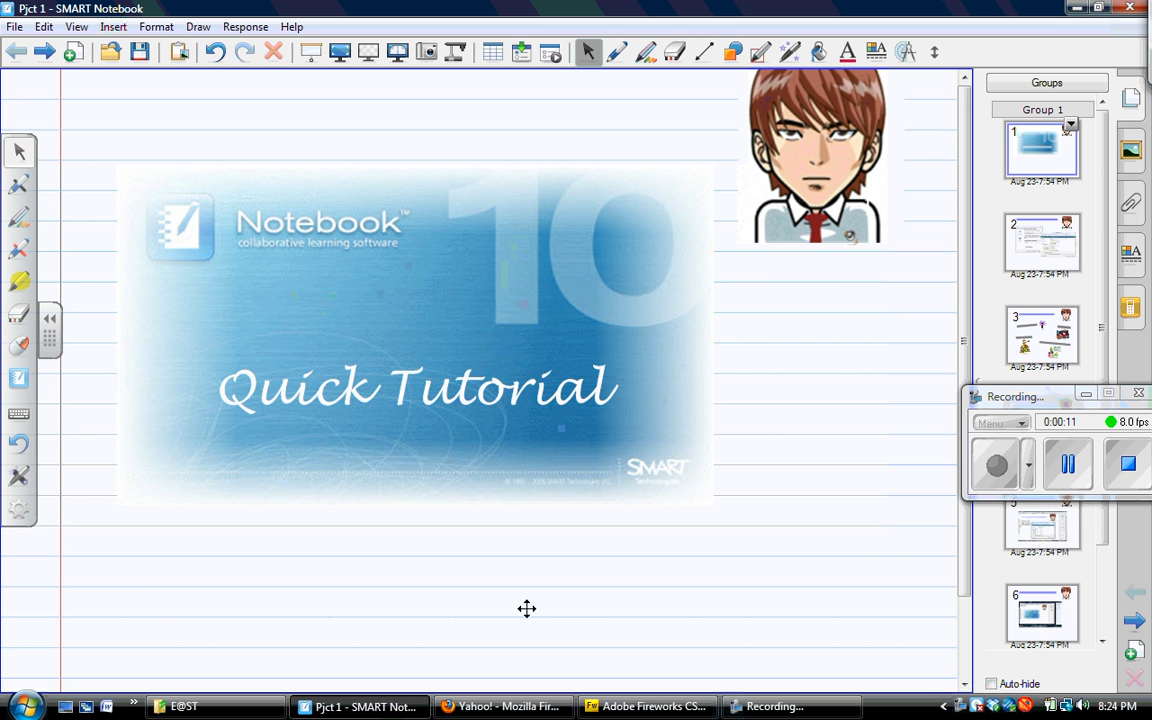 Pjct 1 - SMART Notebook
File Edit View Insert Format Draw Response Help
Groups
Group 1
1
Aug 23-7:54 PM
2
Aug 23-7:54 PM
3
Aug 23-7:54 PM
10
Notebook™
collaborative learning software
Quick Tutorial
SMART
Technologies
Recording...
Menu
0:00:11
8.0 fps
5
Aug 23-7:54 PM
6
Aug 23-7:54 PM
Auto-hide
E@ST
Pjct 1 - SMART Not...
Yahoo! - Mozilla Fir...
Fw Adobe Fireworks CS...
Recording...
8:24 PM